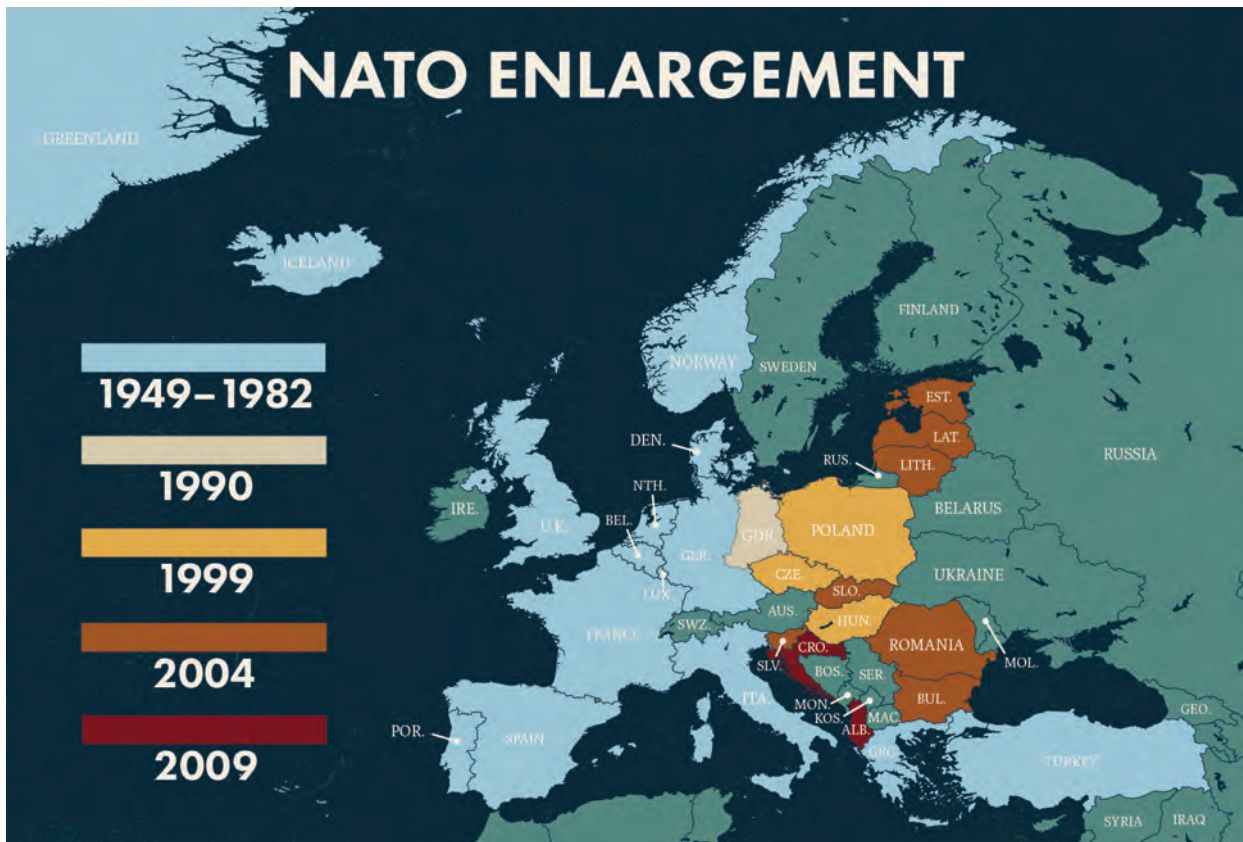 NATO ENLARGEMENT
GREENLAND
ICELAND
1949–1982
1990
1999
2004
2009
NORWAY
SWEDEN
FINLAND
RUSSIA
EST.
LAT.
LITH.
RUS.
BELARUS
DEN.
NTH.
BEL.
IRE.
U.K.
GER.
GDR.
POLAND
UKRAINE
LUX.
CZE.
SLO.
FRANCE
SWZ.
AUS.
HUN.
ROMANIA
MOL.
SLV.
CRO.
BOS.
SER.
MON.
KOS.
BUL.
MAC.
ALB.
ITA.
GRC.
POR.
SPAIN
TURKEY
GEO.
SYRIA
IRAQ